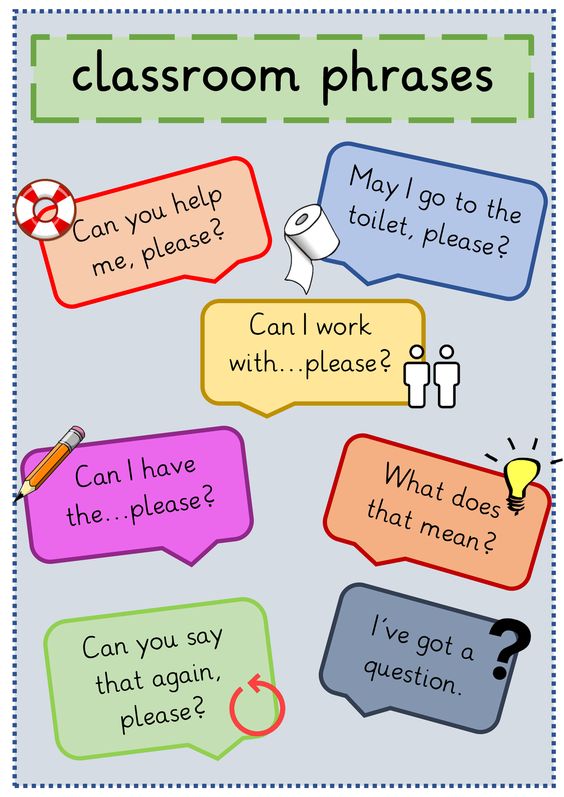 classroom phrases
Can you help
me, please?
May I go to the
toilet, please?
Can I work
with...please?
Can I have
the...please?
What does
that mean?
Can you say
that again,
please?
I've got a
question.
?